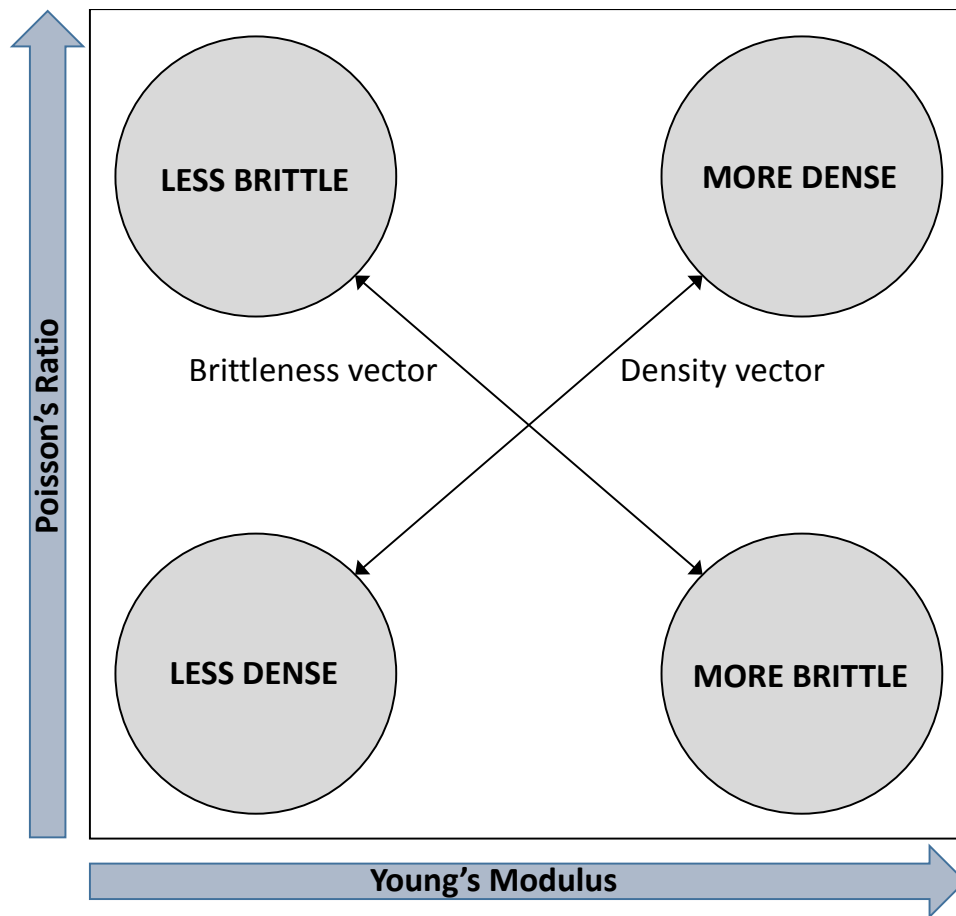 LESS BRITTLE
MORE DENSE
Brittleness vector
Density vector
Poisson’s Ratio
LESS DENSE
MORE BRITTLE
Young’s Modulus